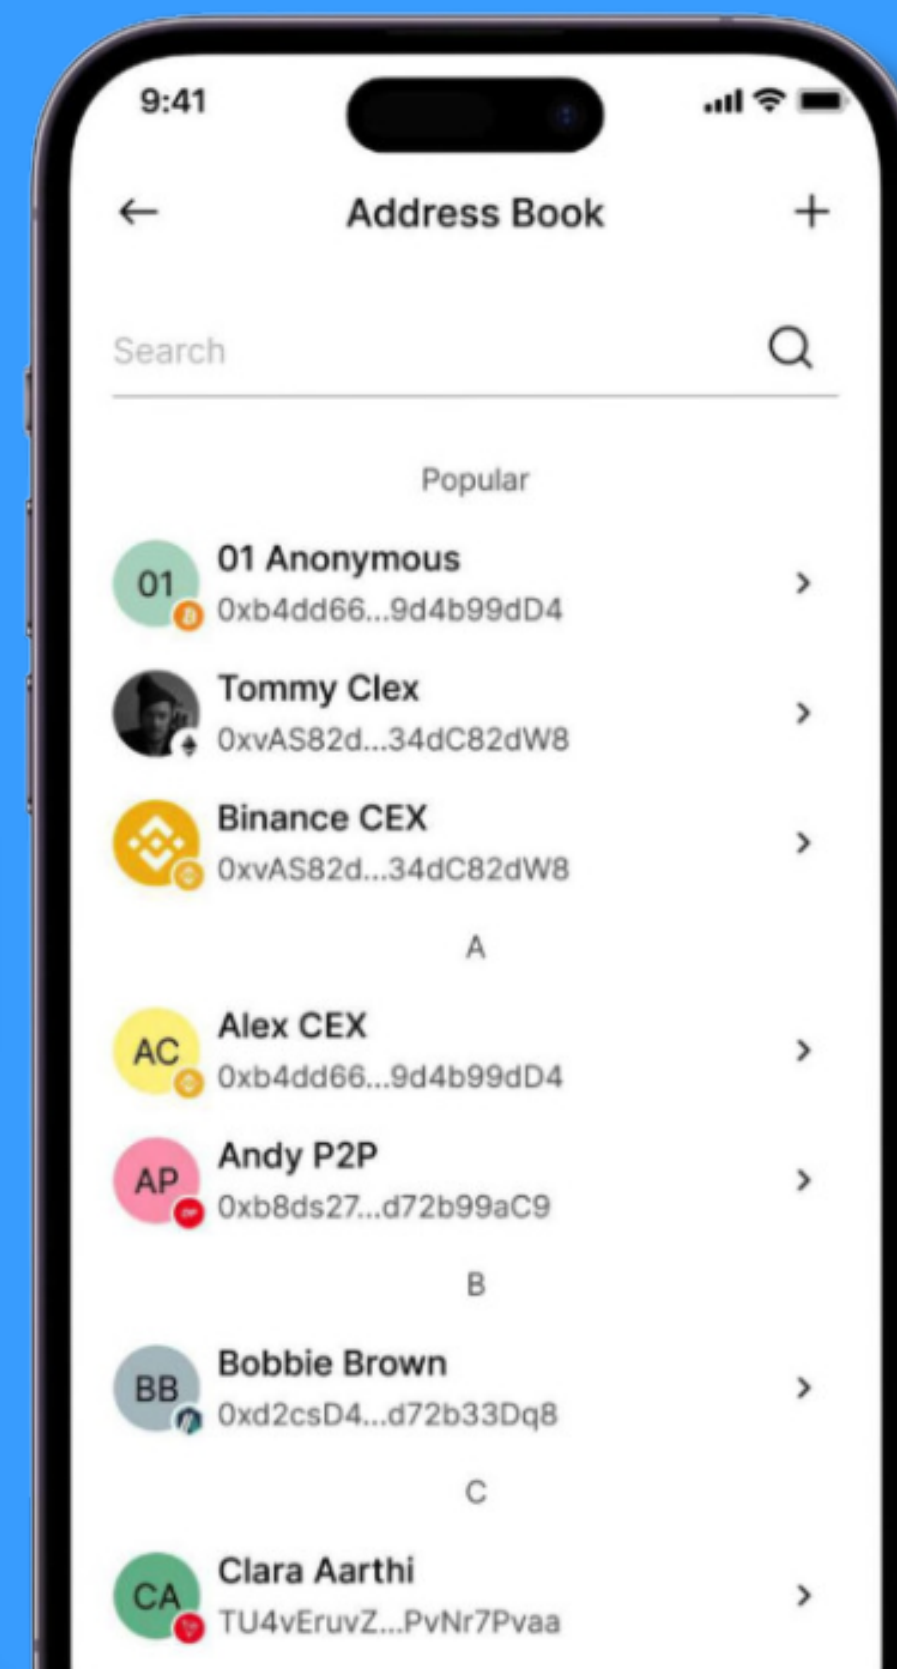 9:41
Address Book
Search
Popular
01
01 Anonymous
0xb4dd66...9d4b99dD4
Tommy Clex
0xvAS82d...34dC82dW8
Binance CEX
0xvAS82d...34dC82dW8
A
AC
Alex CEX
0xb4dd66...9d4b99dD4
AP
Andy P2P
0xb8ds27...d72b99aC9
B
BB
Bobbie Brown
0xd2csD4...d72b33Dq8
C
CA
Clara Aarthi
TU4vEruvZ...PvNr7Pvaa